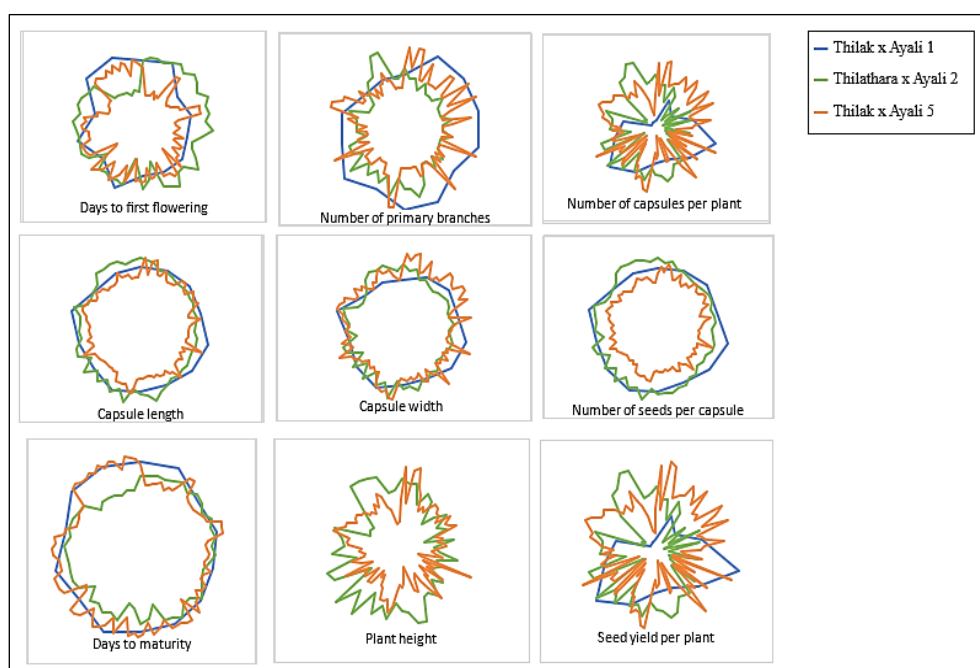 Thilak x Ayali 1
Thilathara x Ayali 2
Thilak x Ayali 5
Days to first flowering
Number of primary branches
Number of capsules per plant
Capsule length
Capsule width
Number of seeds per capsule
Days to maturity
Plant height
Seed yield per plant